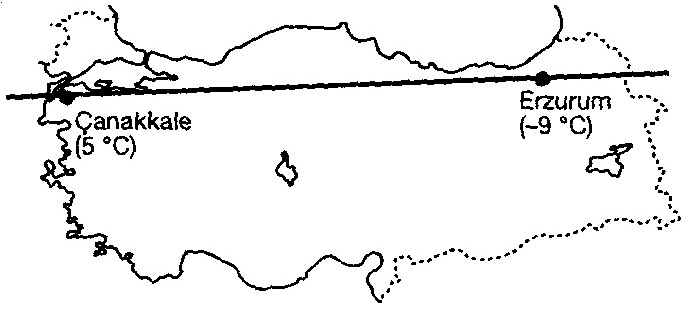 Çanakkale
(5 °C)
Erzurum
(–9 °C)